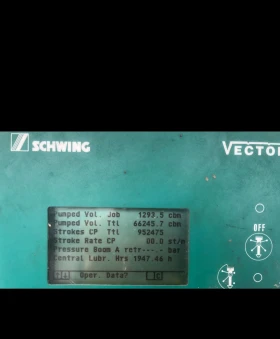 SCHWING
VECTO
Pumped Vol. Job 1293.5 cbm
Pumped Vol. Ttl 66245.7 cbm
Strokes CP Ttl 952475
Stroke Rate CP 00.0 st/m
Pressure Boom A retr---.- bar
Central Lubr. Hrs 1947.46 h
Oper. Data?
OFF